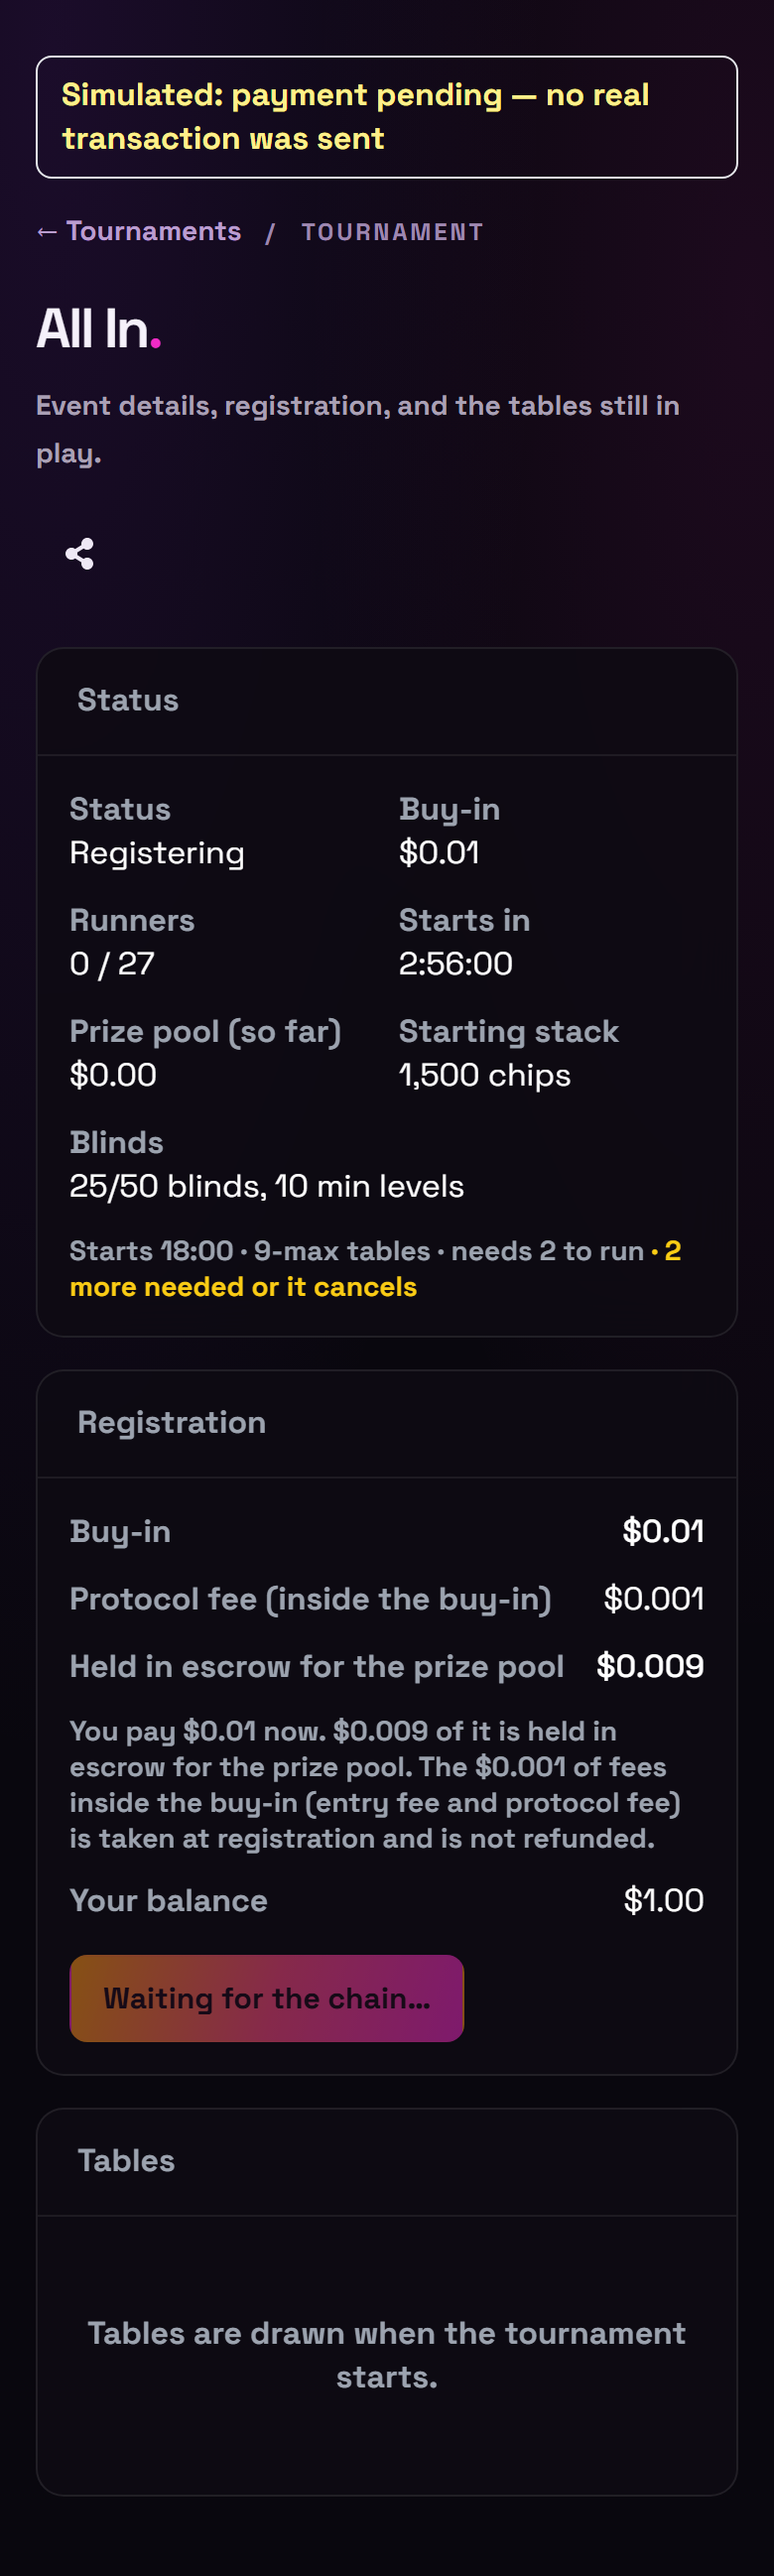 Simulated: payment pending — no real
transaction was sent
← Tournaments / TOURNAMENT
All In.
Event details, registration, and the tables still in
play.
Status
Status Buy-in
Registering $0.01
Runners Starts in
0 / 27 2:56:00
Prize pool (so far) Starting stack
$0.00 1,500 chips
Blinds
25/50 blinds, 10 min levels
Starts 18:00 · 9-max tables · needs 2 to run · 2
more needed or it cancels
Registration
Buy-in $0.01
Protocol fee (inside the buy-in) $0.001
Held in escrow for the prize pool $0.009
You pay $0.01 now. $0.009 of it is held in
escrow for the prize pool. The $0.001 of fees
inside the buy-in (entry fee and protocol fee)
is taken at registration and is not refunded.
Your balance $1.00
Waiting for the chain…
Tables
Tables are drawn when the tournament
starts.